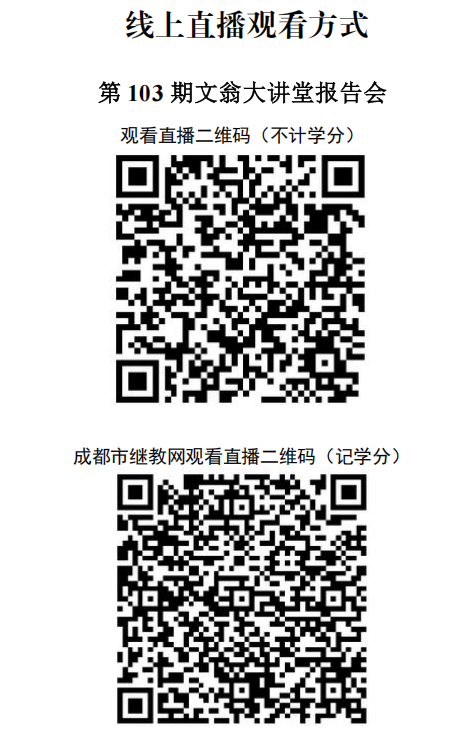 线上直播观看方式
第 103 期文翁大讲堂报告会
观看直播二维码（不计学分）
成都市继教网观看直播二维码（记学分）